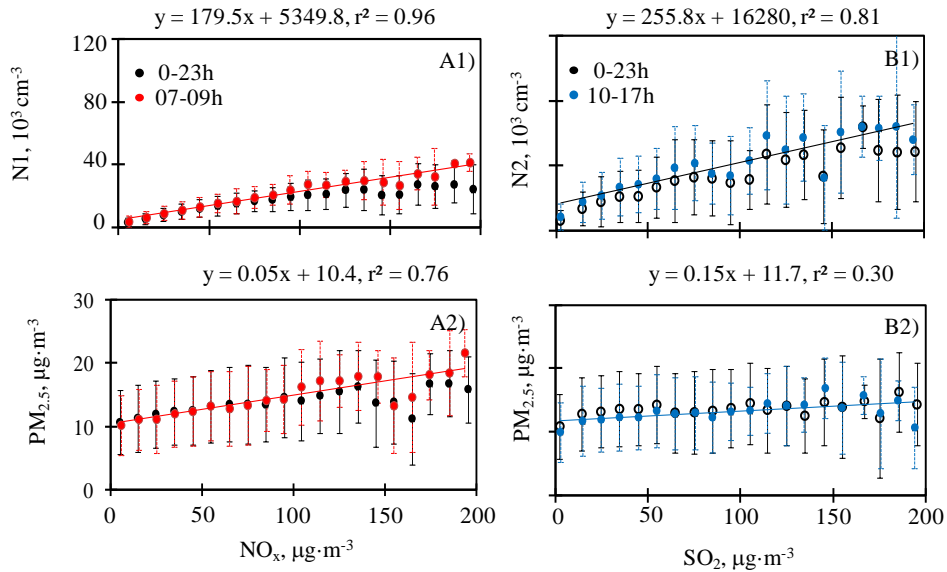 y = 179.5x + 5349.8, r² = 0.96
120
80
40
0
N1, 10³ cm⁻³
A1)
0-23h
07-09h
y = 255.8x + 16280, r² = 0.81
N2, 10³ cm⁻³
B1)
0-23h
10-17h
y = 0.05x + 10.4, r² = 0.76
30
20
10
0
PM₂.₅, µg·m⁻³
A2)
0
50
100
150
200
NOₓ, µg·m⁻³
y = 0.15x + 11.7, r² = 0.30
PM₂.₅, µg·m⁻³
B2)
0
50
100
150
200
SO₂, µg·m⁻³